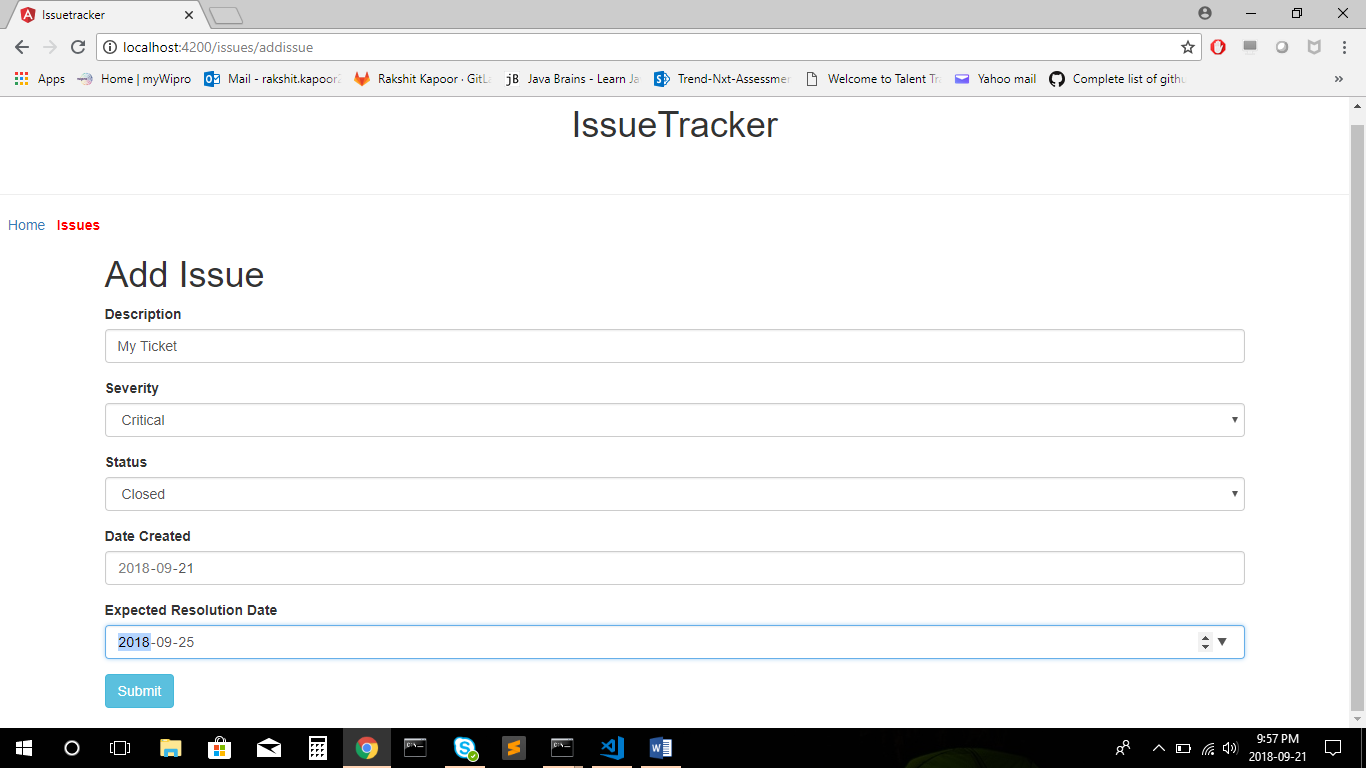 Issuetracker
localhost:4200/issues/addissue
Apps Home | myWipro Mail - rakshit.kapoor Rakshit Kapoor · GitL jB Java Brains - Learn Ja Trend-Nxt-Assessmen Welcome to Talent Tra Yahoo mail Complete list of githu »
IssueTracker
Home Issues
Add Issue
Description
My Ticket
Severity
Critical
Status
Closed
Date Created
2018-09-21
Expected Resolution Date
2018-09-25
Submit
9:57 PM
2018-09-21